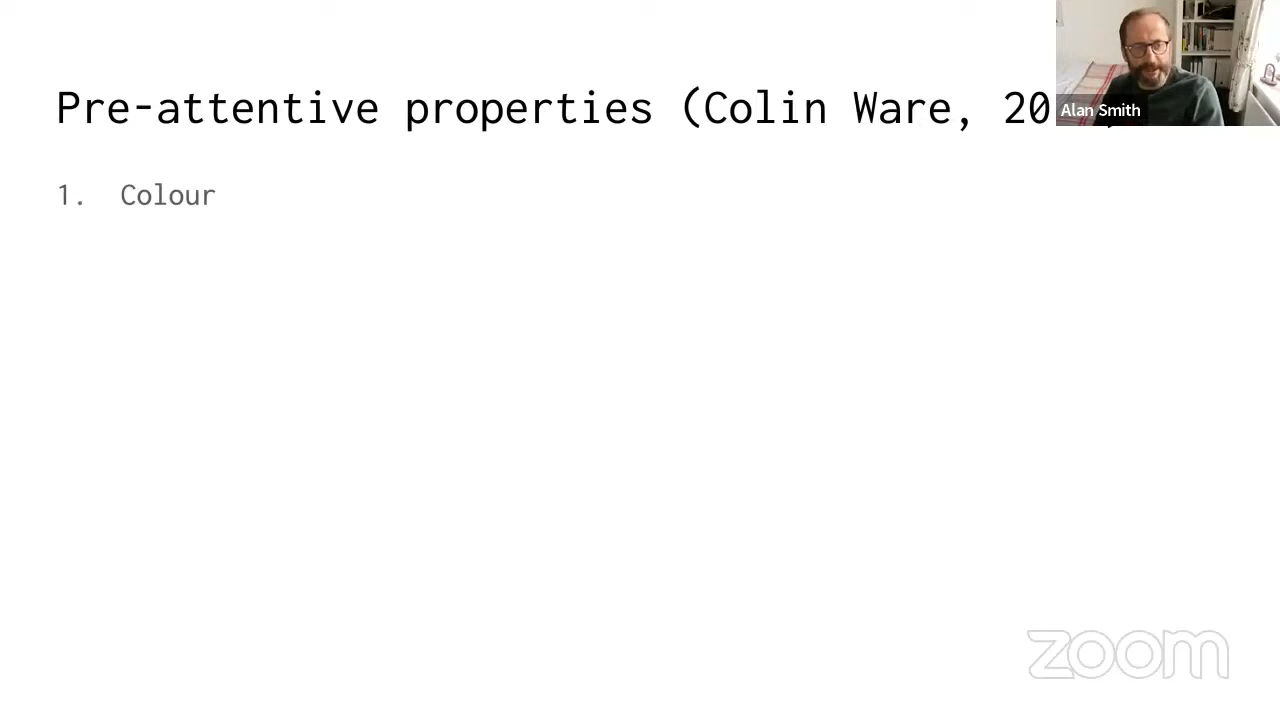 Pre-attentive properties (Colin Ware, 20
Alan Smith
1. Colour
zoom